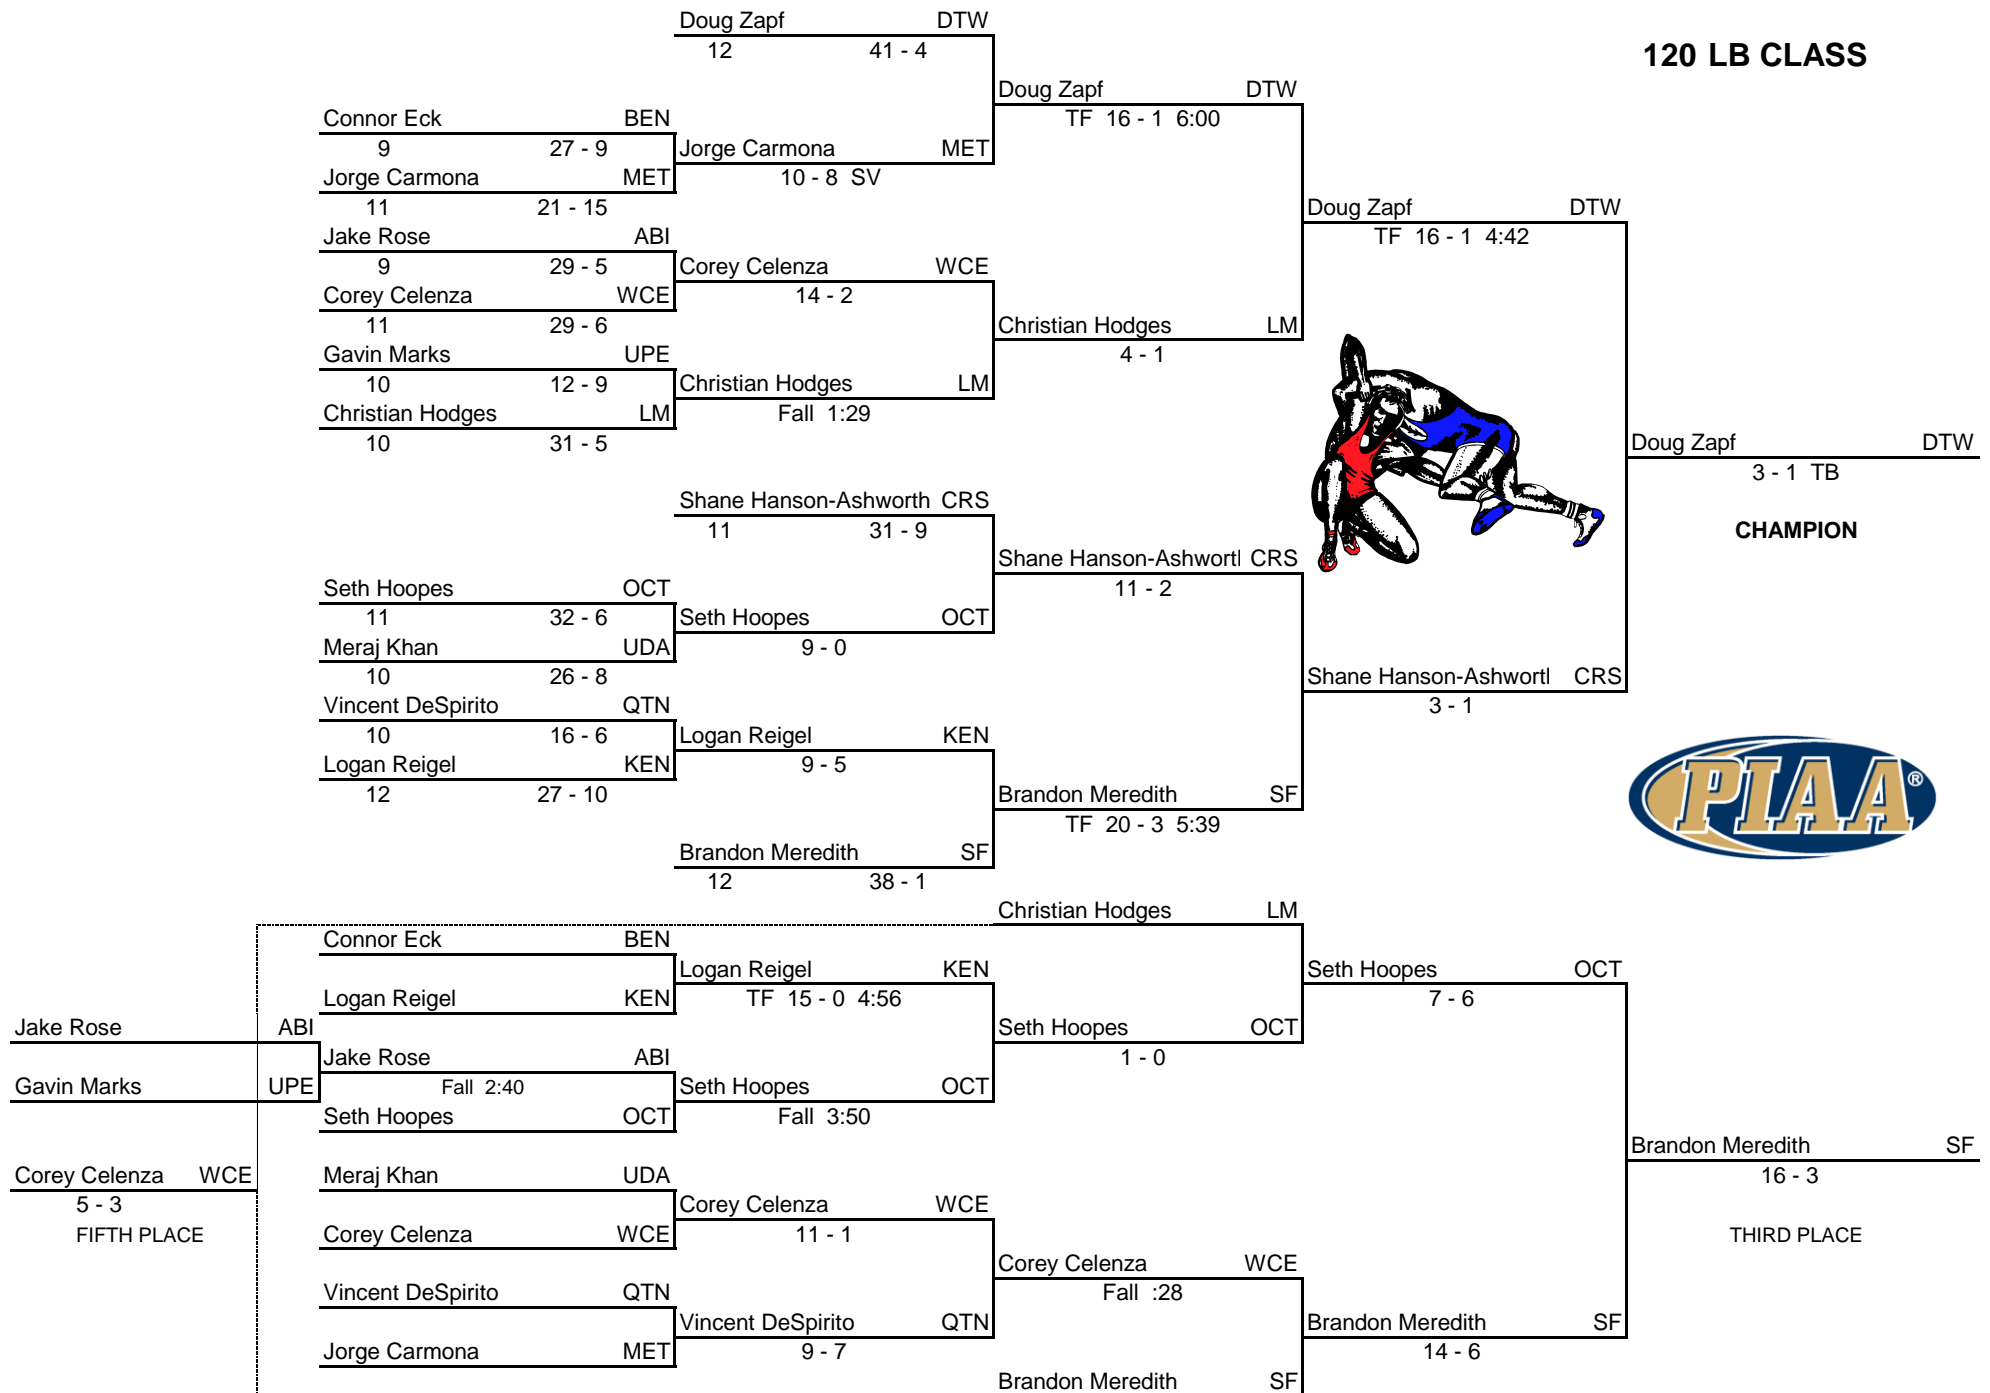 Doug Zapf DTW
12 41 - 4
120 LB CLASS
Doug Zapf DTW
TF 16 - 1 6:00
Connor Eck BEN
9 27 - 9
Jorge Carmona MET
10 - 8 SV
Jorge Carmona MET
11 21 - 15
Doug Zapf DTW
TF 16 - 1 4:42
Jake Rose ABI
9 29 - 5
Corey Celenza WCE
14 - 2
Corey Celenza WCE
11 29 - 6
Christian Hodges LM
4 - 1
Gavin Marks UPE
10 12 - 9
Christian Hodges LM
Fall 1:29
Christian Hodges LM
10 31 - 5
Doug Zapf DTW
3 - 1 TB
CHAMPION
Shane Hanson-Ashworth CRS
11 31 - 9
Shane Hanson-Ashwort CRS
11 - 2
Seth Hoopes OCT
11 32 - 6
Seth Hoopes OCT
9 - 0
Meraj Khan UDA
10 26 - 8
Shane Hanson-Ashwort CRS
3 - 1
Vincent DeSpirito QTN
10 16 - 6
Logan Reigel KEN
9 - 5
Logan Reigel KEN
12 27 - 10
PIAA®
Brandon Meredith SF
TF 20 - 3 5:39
Brandon Meredith SF
12 38 - 1
Christian Hodges LM
Connor Eck BEN
Logan Reigel KEN
TF 15 - 0 4:56
Seth Hoopes OCT
7 - 6
Logan Reigel KEN
Jake Rose ABI
Seth Hoopes OCT
1 - 0
Jake Rose ABI
Fall 2:40
Gavin Marks UPE
Seth Hoopes OCT
Fall 3:50
Seth Hoopes OCT
Brandon Meredith SF
16 - 3
THIRD PLACE
Corey Celenza WCE
5 - 3
FIFTH PLACE
Meraj Khan UDA
Corey Celenza WCE
11 - 1
Corey Celenza WCE
Corey Celenza WCE
Fall :28
Vincent DeSpirito QTN
Vincent DeSpirito QTN
9 - 7
Brandon Meredith SF
14 - 6
Jorge Carmona MET
Brandon Meredith SF